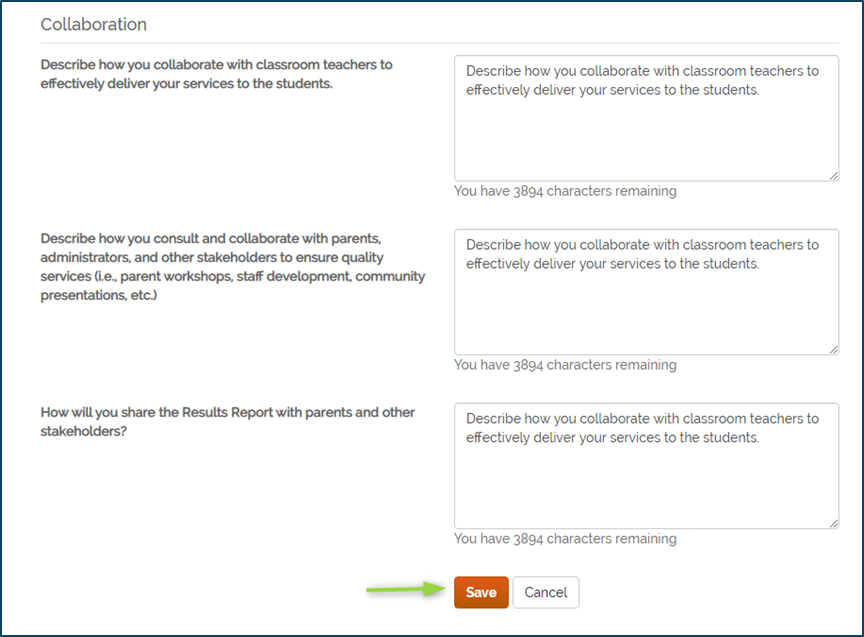 Collaboration
Describe how you collaborate with classroom teachers to
effectively deliver your services to the students.
Describe how you collaborate with classroom teachers to
effectively deliver your services to the students.
You have 3894 characters remaining
Describe how you consult and collaborate with parents,
administrators, and other stakeholders to ensure quality
services (i.e., parent workshops, staff development, community
presentations, etc.)
Describe how you collaborate with classroom teachers to
effectively deliver your services to the students.
You have 3894 characters remaining
How will you share the Results Report with parents and other
stakeholders?
Describe how you collaborate with classroom teachers to
effectively deliver your services to the students.
You have 3894 characters remaining
Save
Cancel